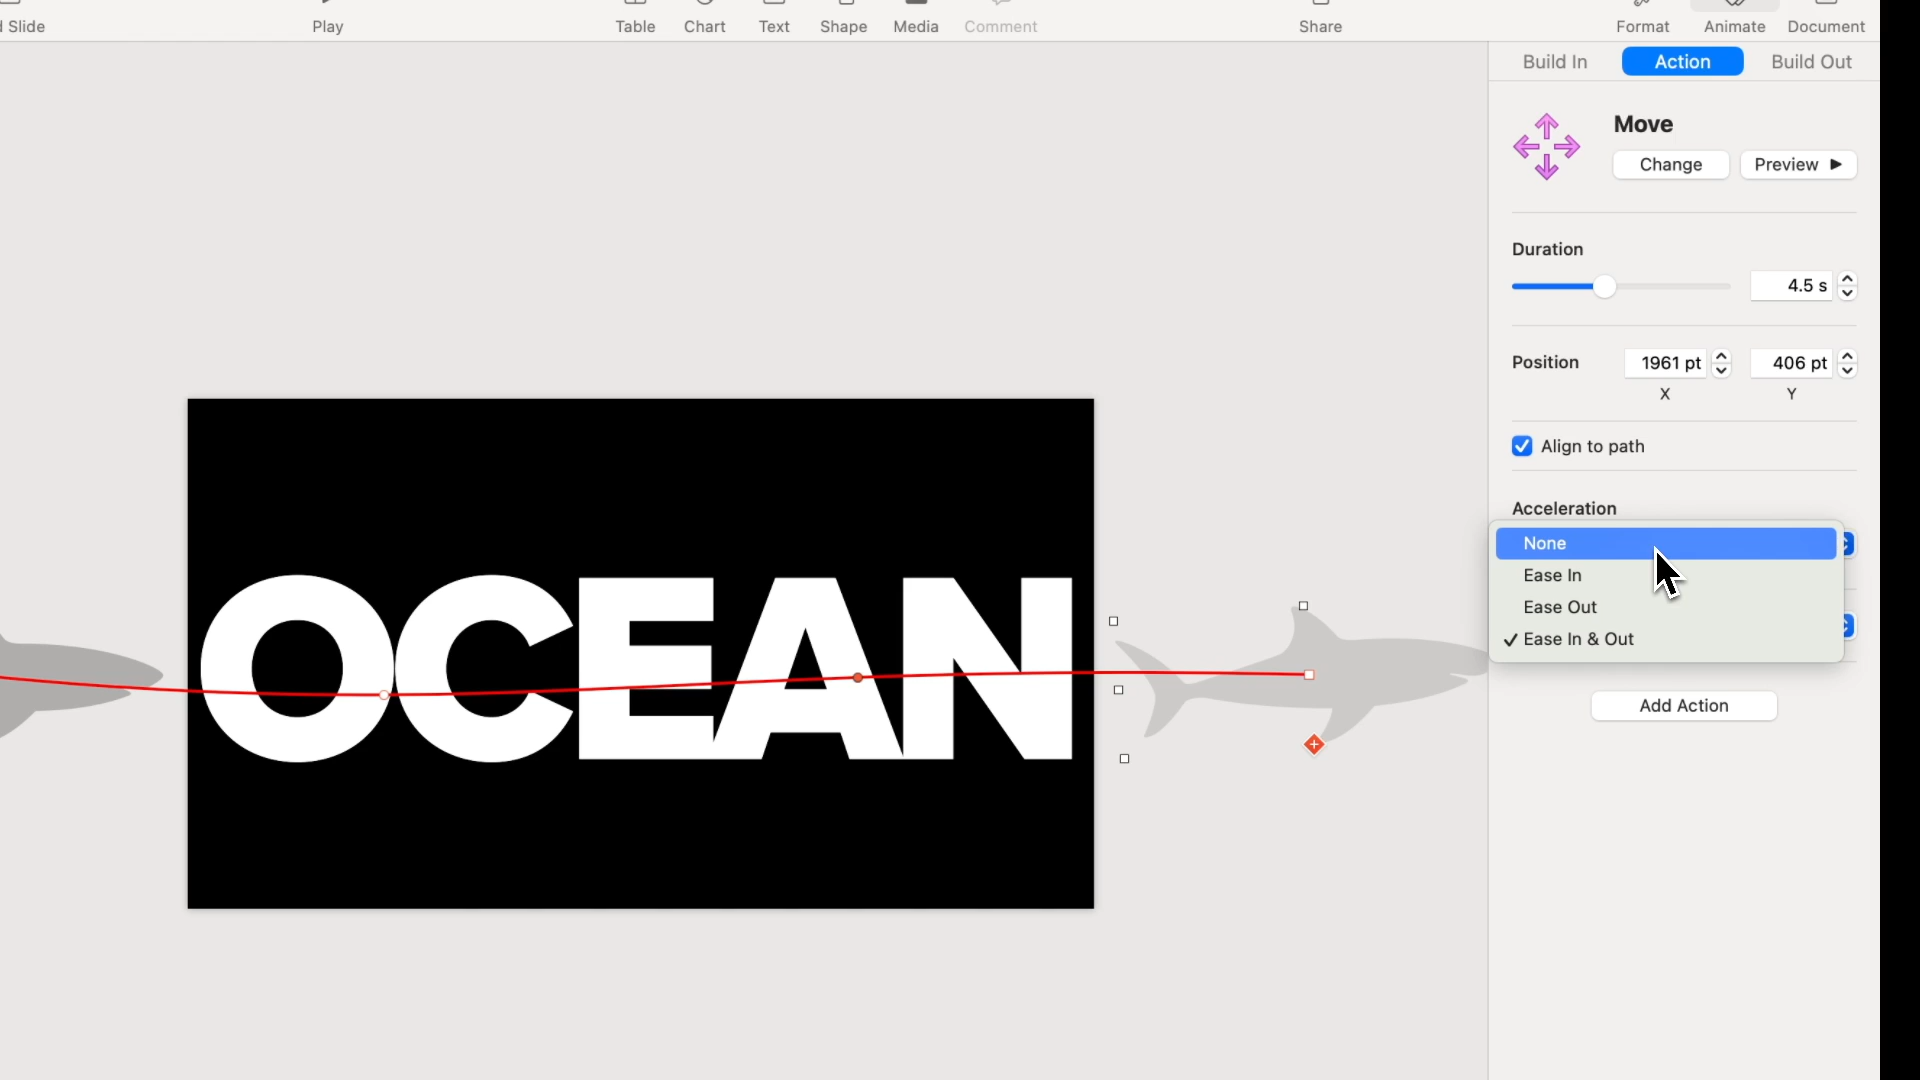 Slide
Play
Table
Chart
Text
Shape
Media
Comment
Share
Format
Animate
Document
Build In
Action
Build Out
Move
Change
Preview
Duration
4.5 s
Position
1961 pt
406 pt
X
Y
Align to path
Acceleration
None
Ease In
Ease Out
Ease In & Out
Add Action
OCEAN